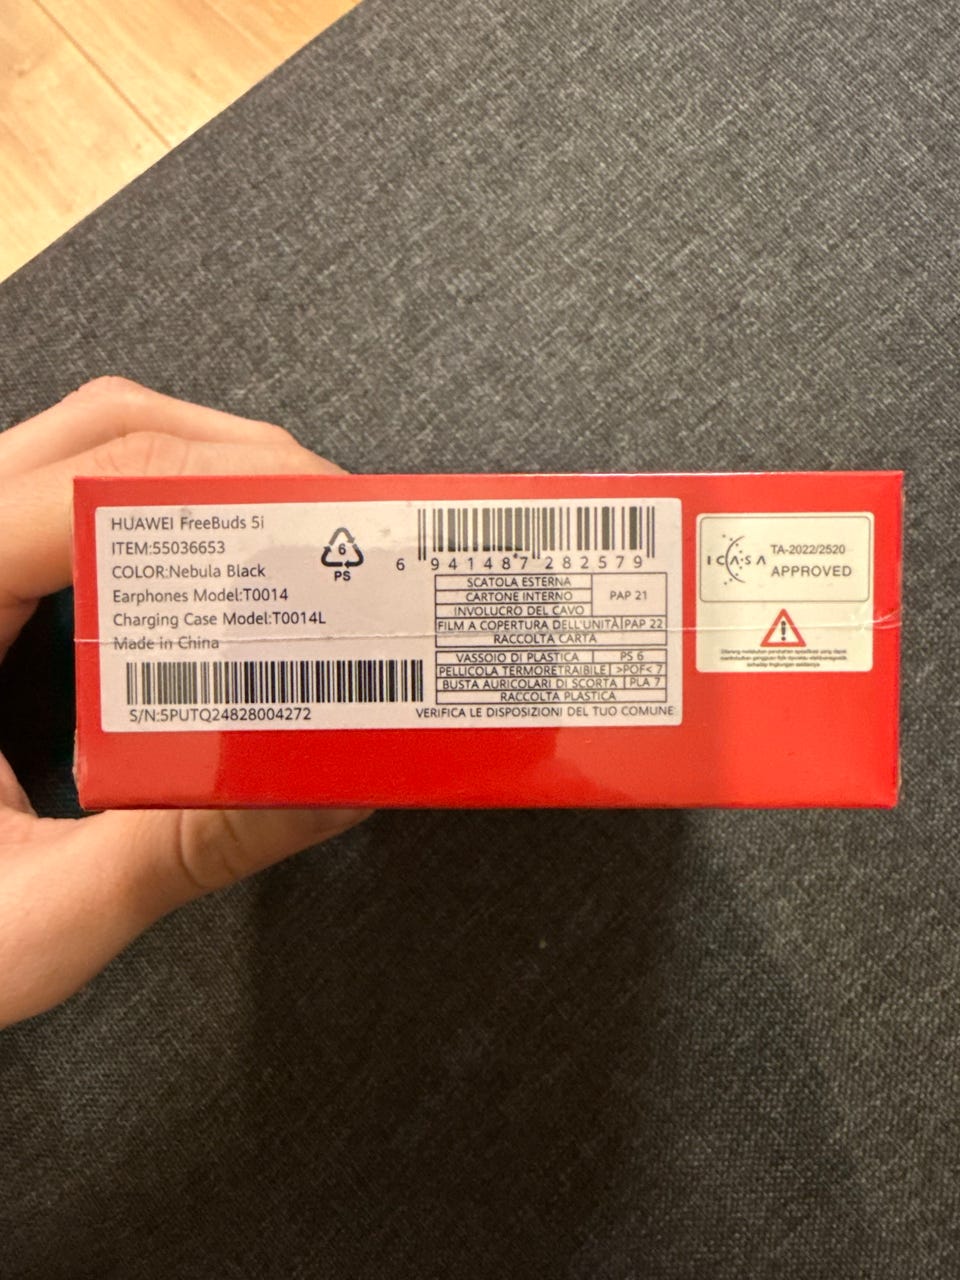 HUAWEI FreeBuds 5i
ITEM:55036653
COLOR:Nebula Black
Earphones Model:T0014
Charging Case Model:T0014L
Made in China
S/N:5PUTQ24828004272
6
PS
6 941487 282579
SCATOLA ESTERNA
CARTONE INTERNO
INVOLUCRO DEL CAVO
PAP 21
FILM A COPERTURA DELL'UNITÀ PAP 22
RACCOLTA CARTA
VASSOIO DI PLASTICA PS 6
PELLICOLA TERMORETRAIBILE >POF< 7
BUSTA AURICOLARI DI SCORTA PLA 7
RACCOLTA PLASTICA
VERIFICA LE DISPOSIZIONI DEL TUO COMUNE
ICASA
TA-2022/2520
APPROVED